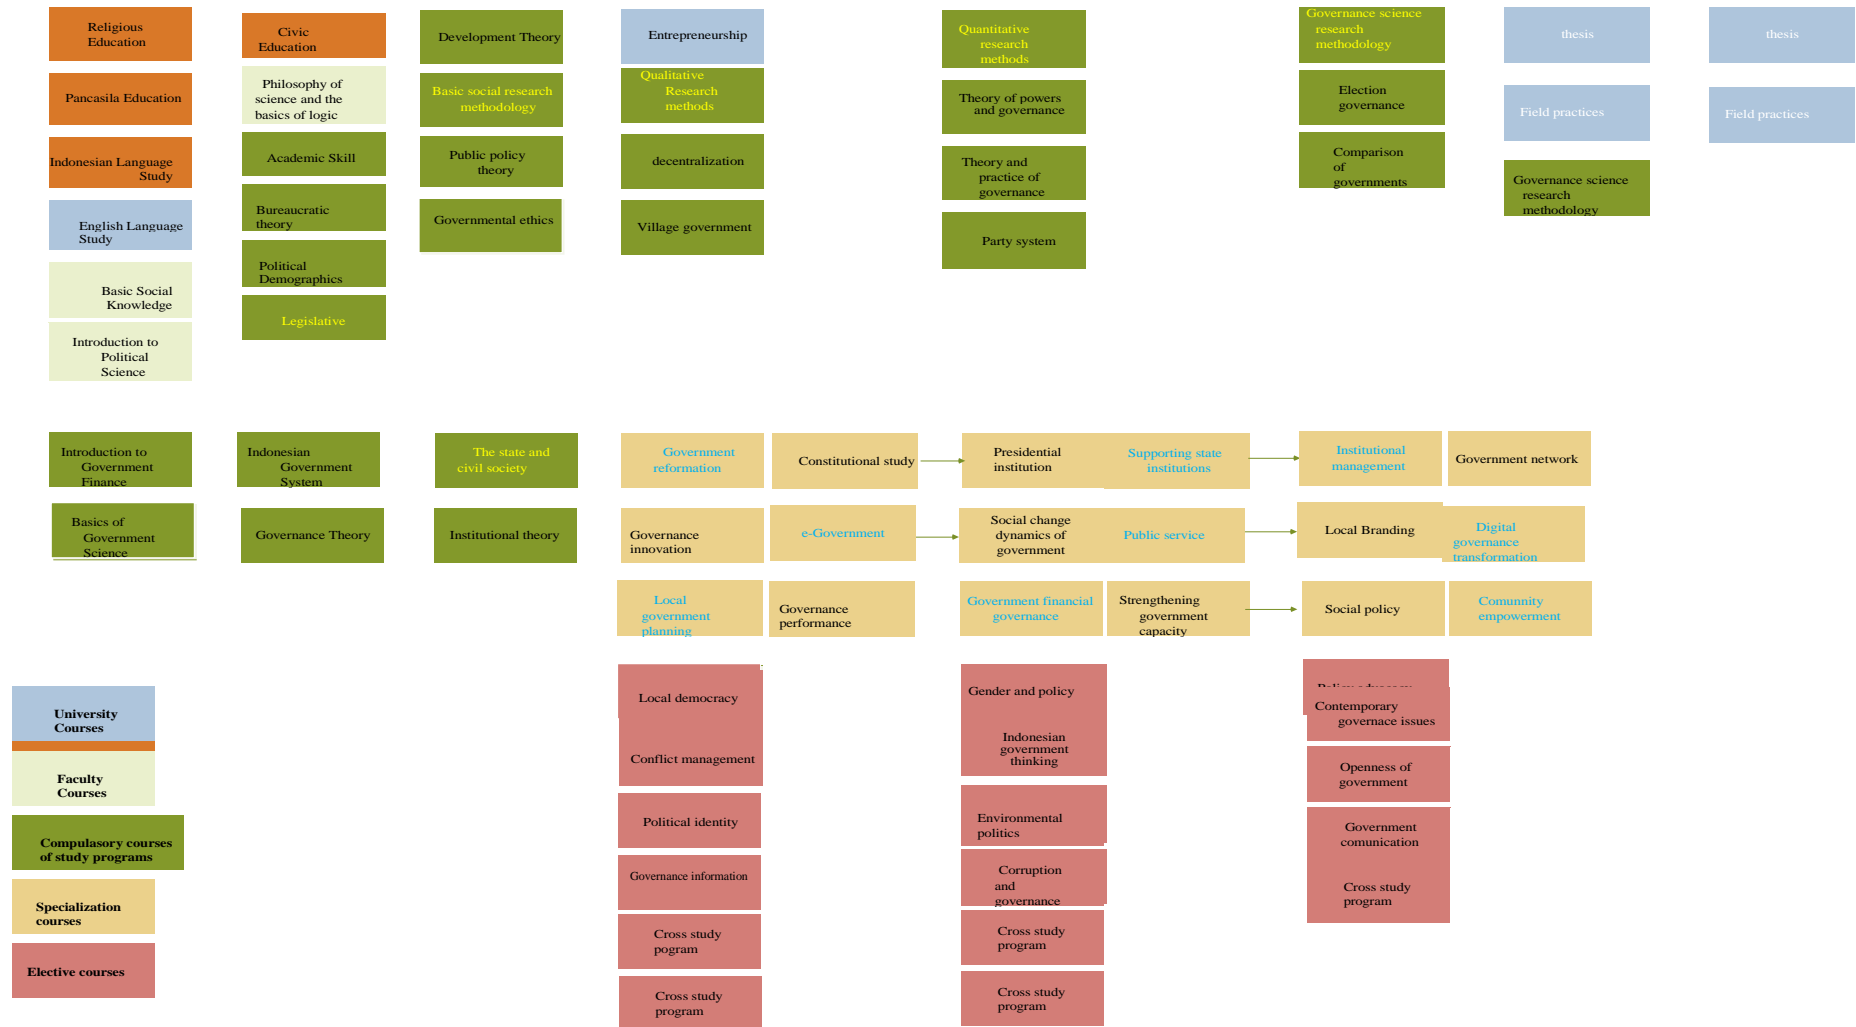 Religious
Education
Pancasila Education
Indonesian Language
Study
English Language
Study
Basic Social
Knowledge
Introduction to
Political
Science
Civic
Education
Philosophy of
science and the
basics of logic
Academic Skill
Bureaucratic
theory
Political
Demographics
Legislative
Development Theory
Basic social research
methodology
Public policy
theory
Governmental ethics
Entrepreneurship
Qualitative
Research
methods
decentralization
Village government
Quantitative
research
methods
Theory of powers
and governance
Theory and
practice of
governance
Party system
Governance science
research
methodology
Election
governance
Comparison
of
governments
thesis
Field practices
Governance science
research
methodology
thesis
Field practices
Introduction to
Government
Finance
Indonesian
Government
System
The state and
civil society
Government
reformation
Constitutional study
Presidential
institution
Supporting state
institutions
Institutional
management
Government network
Basics of
Government
Science
Governance Theory
Institutional theory
Governance
innovation
e-Government
Social change
dynamics of
government
Public service
Local Branding
Digital
governance
transformation
Local
government
planning
Governance
performance
Government financial
governance
Strengthening
government
capacity
Social policy
Comunnity
empowerment
Local democracy
Conflict management
Political identity
Governance information
Cross study
pogram
Cross study
program
Gender and policy
Indonesian
government
thinking
Environmental
politics
Corruption
and
governance
Cross study
program
Cross study
program
Policy advocacy
Contemporary
governace issues
Openness of
government
Government
comunication
Cross study
program
University
Courses
Faculty
Courses
Compulasory courses
of study programs
Specialization
courses
Elective courses